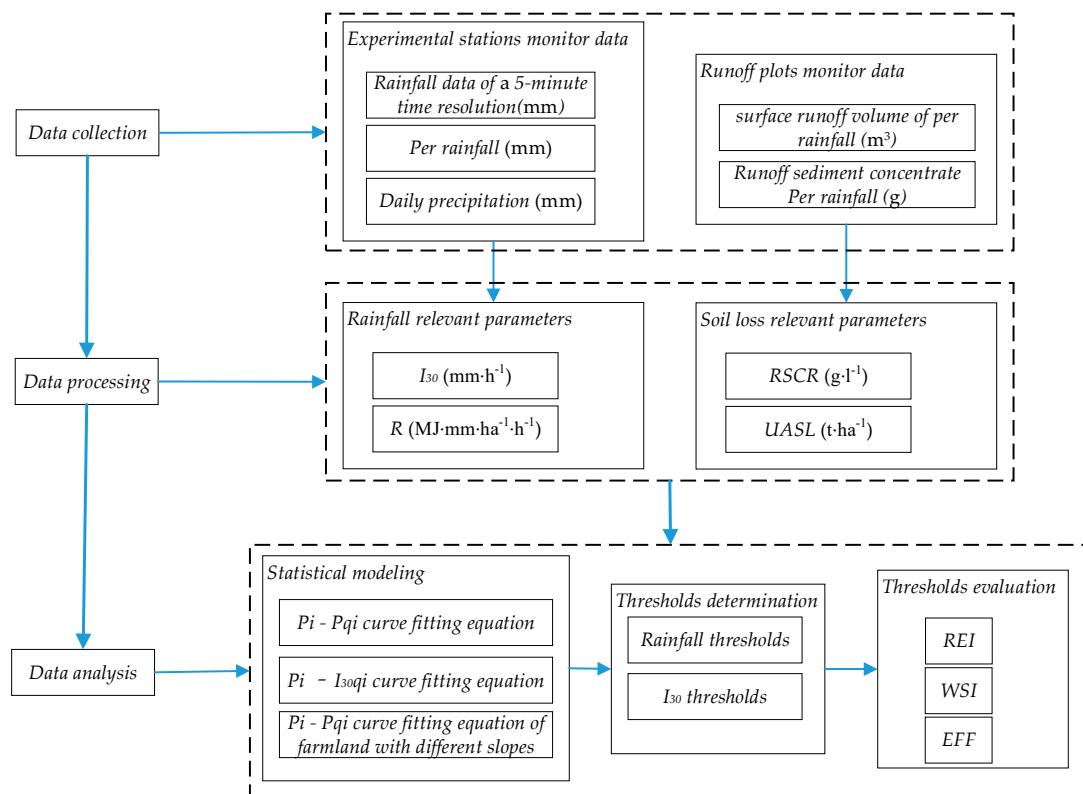 Experimental stations monitor data
Rainfall data of a 5-minute
time resolution(mm)
Per rainfall (mm)
Daily precipitation (mm)
Runoff plots monitor data
surface runoff volume of per
rainfall (m³)
Runoff sediment concentrate
Per rainfall (g)
Data collection
Rainfall relevant parameters
I₃₀ (mm·h⁻¹)
R (MJ·mm·ha⁻¹·h⁻¹)
Soil loss relevant parameters
RSCR (g·l⁻¹)
UASL (t·ha⁻¹)
Data processing
Statistical modeling
Pi - Pqi curve fitting equation
Pi – I₃₀qi curve fitting equation
Pi - Pqi curve fitting equation of
farmland with different slopes
Thresholds determination
Rainfall thresholds
I₃₀ thresholds
Thresholds evaluation
REI
WSI
EFF
Data analysis